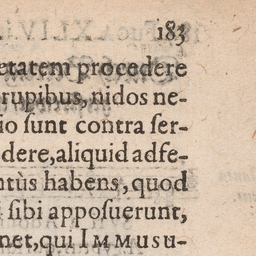 183
etatem procedere
rupibus, nidos ne-
io ſunt contra ſer-
dere, aliquid adfe-
ntùs habens, quod
ſibi appoſuerunt,
net, qui IMMUSU-